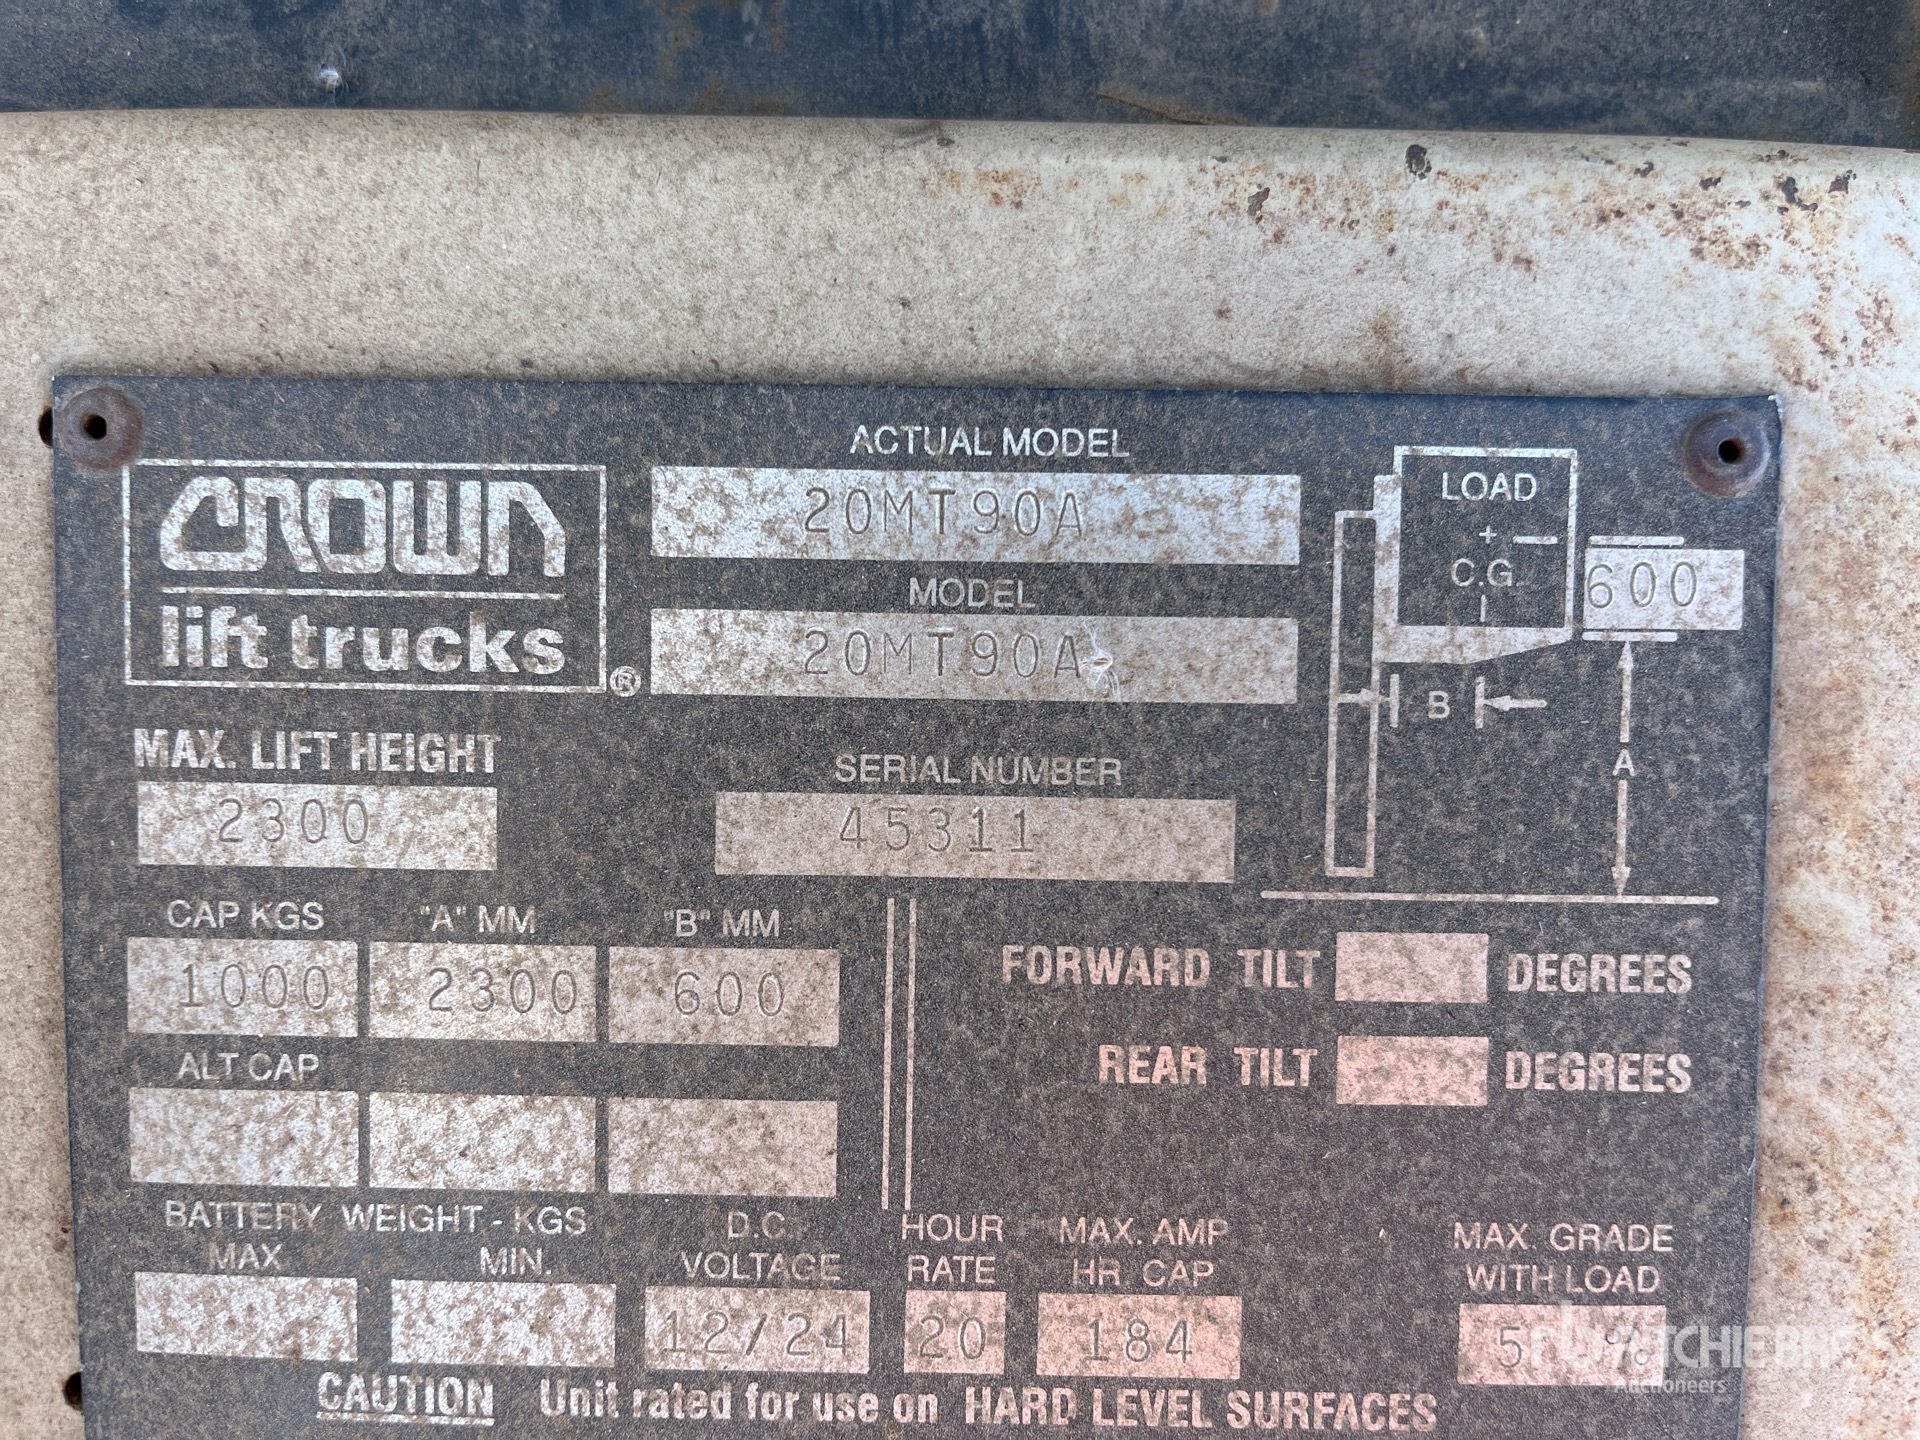 ACTUAL MODEL
20MT90A
CROWN
lift trucks ®
MODEL
20MT90A
LOAD
+
C.G.
600
B
A
MAX. LIFT HEIGHT
2300
SERIAL NUMBER
45311
CAP KGS "A" MM "B" MM
1000 2300 600
FORWARD TILT DEGREES
ALT CAP
REAR TILT DEGREES
BATTERY WEIGHT - KGS
MAX. MIN.
D.C. VOLTAGE
12/24
HOUR RATE
20
MAX. AMP HR. CAP
184
MAX. GRADE WITH LOAD
5 %
CAUTION Unit rated for use on HARD LEVEL SURFACES
Auctioneers